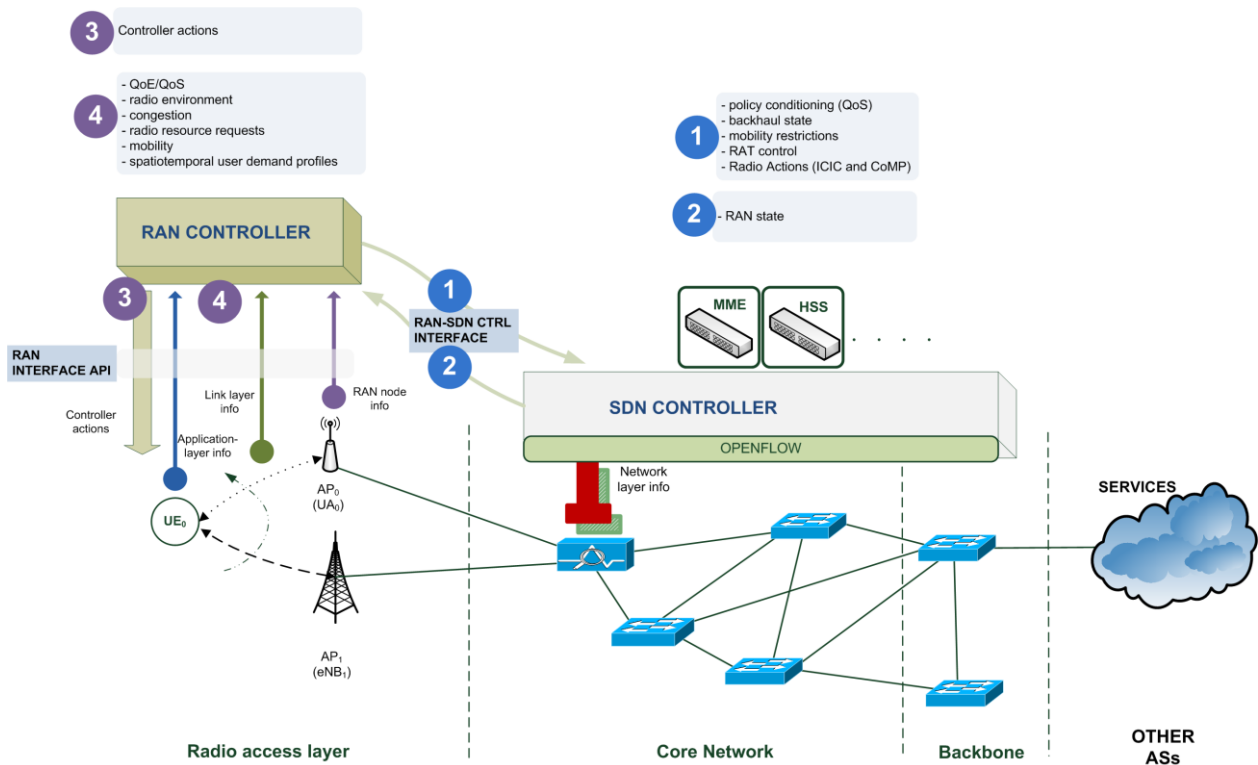 3
Controller actions
4
- QoE/QoS
- radio environment
- congestion
- radio resource requests
- mobility
- spatiotemporal user demand profiles
1
- policy conditioning (QoS)
- backhaul state
- mobility restrictions
- RAT control
- Radio Actions (ICIC and CoMP)
2
- RAN state
RAN CONTROLLER
3
4
1
RAN-SDN CTRL
INTERFACE
2
MME
HSS
. . . . .
RAN
INTERFACE API
SDN CONTROLLER
OPENFLOW
Controller
actions
Link layer
info
RAN node
info
Application-
layer info
Network
layer info
AP0
(UA0)
UE0
SERVICES
AP1
(eNB1)
Radio access layer
Core Network
Backbone
OTHER
ASs